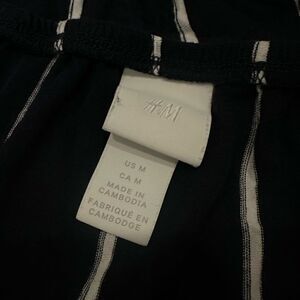 H&M
US M
CA M
MADE IN
CAMBODIA
FABRIQUÉ EN
CAMBODGE